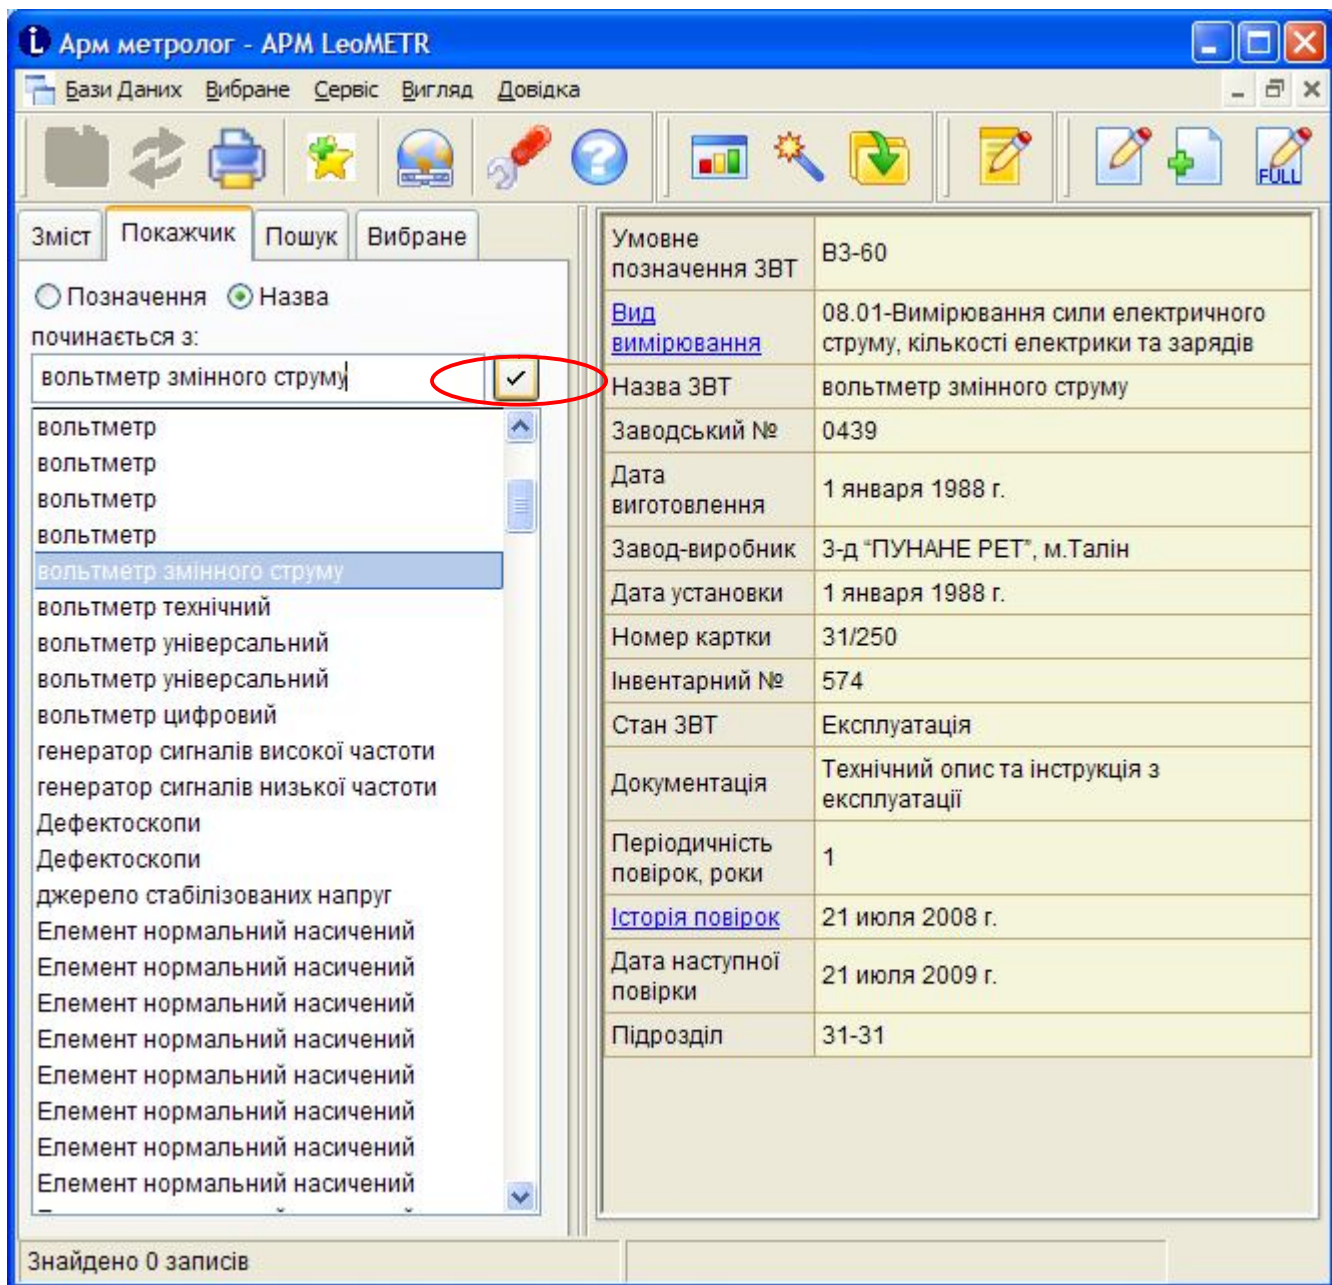 Арм метролог - АРМ LeoMETR
Бази Даних Вибране Сервіс Вигляд Довідка
FULL
Зміст Покажчик Пошук Вибране
Позначення Назва
починається з:
вольтметр змінного струму
вольтметр
вольтметр
вольтметр
вольтметр
вольтметр змінного струму
вольтметр технічний
вольтметр універсальний
вольтметр універсальний
вольтметр цифровий
генератор сигналів високої частоти
генератор сигналів низької частоти
Дефектоскопи
Дефектоскопи
джерело стабілізованих напруг
Елемент нормальний насичений
Елемент нормальний насичений
Елемент нормальний насичений
Елемент нормальний насичений
Елемент нормальний насичений
Елемент нормальний насичений
Елемент нормальний насичений
Елемент нормальний насичений
Умовне
позначення ЗВТ
В3-60
Вид
вимірювання
08.01-Вимірювання сили електричного
струму, кількості електрики та зарядів
Назва ЗВТ
вольтметр змінного струму
Заводський №
0439
Дата
виготовлення
1 января 1988 г.
Завод-виробник
З-д “ПУНАНЕ РЕТ”, м.Талін
Дата установки
1 января 1988 г.
Номер картки
31/250
Інвентарний №
574
Стан ЗВТ
Експлуатація
Документація
Технічний опис та інструкція з
експлуатації
Періодичність
повірок, роки
1
Історія повірок
21 июля 2008 г.
Дата наступної
повірки
21 июля 2009 г.
Підрозділ
31-31
Знайдено 0 записів